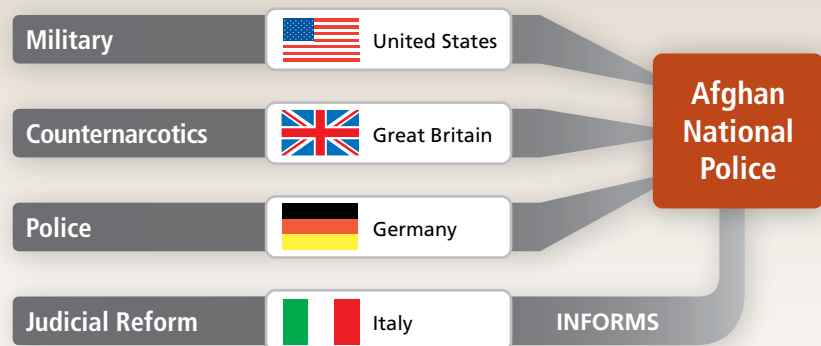 Military
United States
Counternarcotics
Great Britain
Police
Germany
Judicial Reform
Italy
INFORMS
Afghan
National
Police